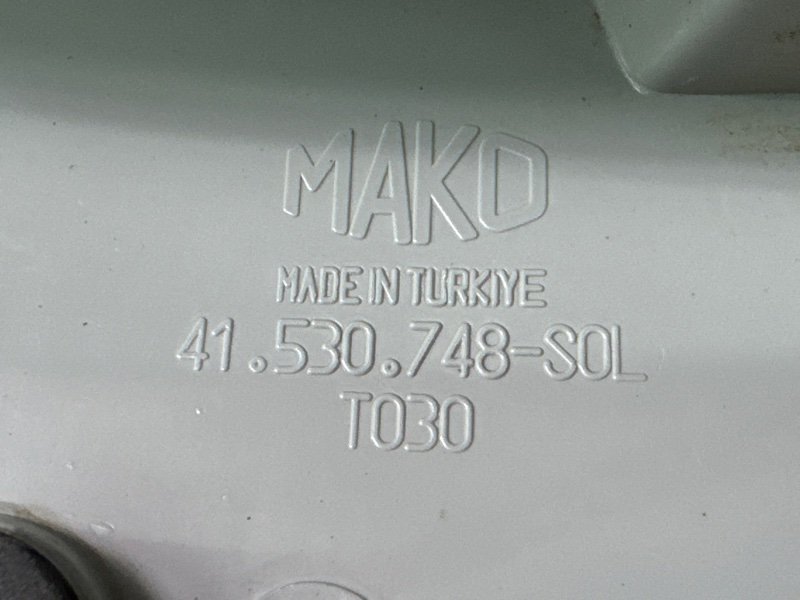 MAKO
MADE IN TURKIYE
41.530.748-SOL
T030